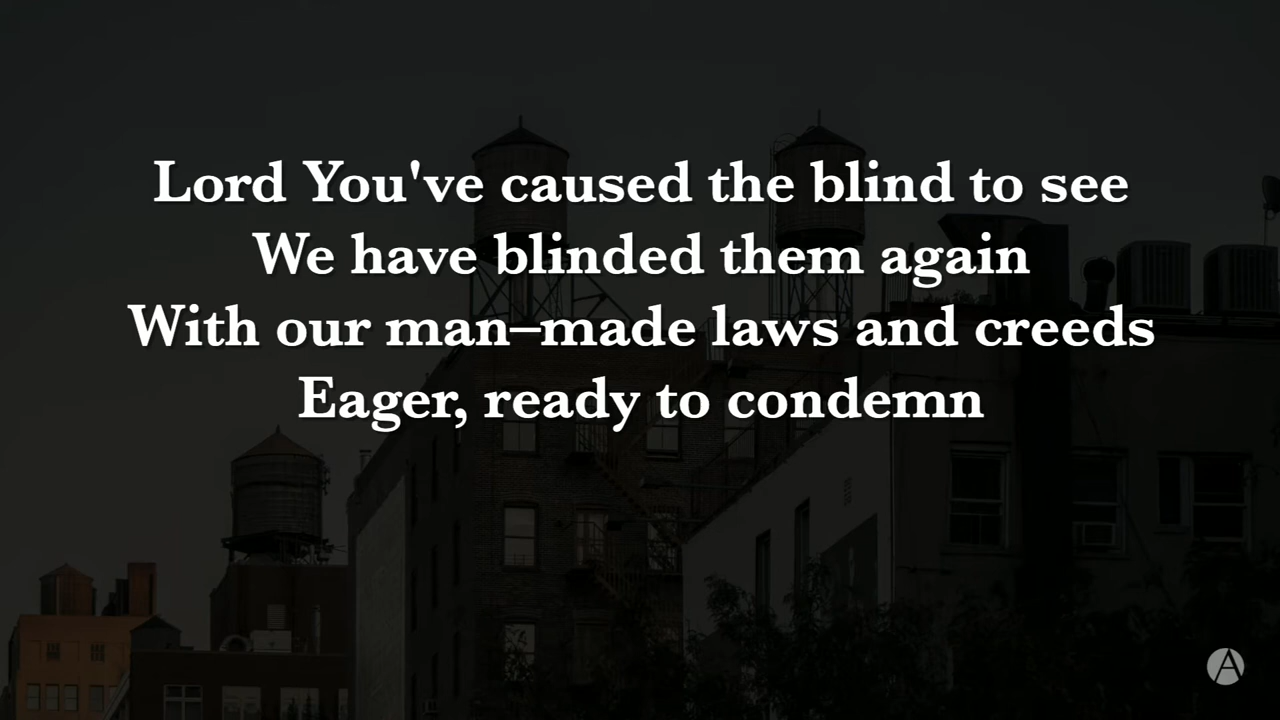 Lord You've caused the blind to see
We have blinded them again
With our man–made laws and creeds
Eager, ready to condemn